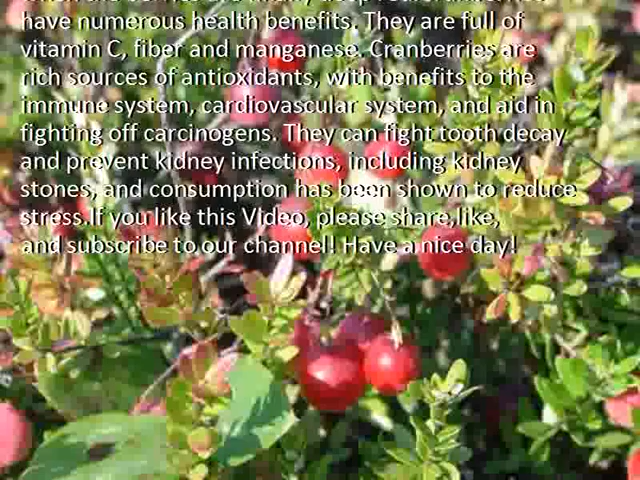 have numerous health benefits. They are full of
vitamin C, fiber and manganese. Cranberries are
rich sources of antioxidants, with benefits to the
immune system, cardiovascular system, and aid in
fighting off carcinogens. They can fight tooth decay
and prevent kidney infections, including kidney
stones, and consumption has been shown to reduce
stress.If you like this VIdeo, please share,like,
and subscribe to our channel! Have a nice day!